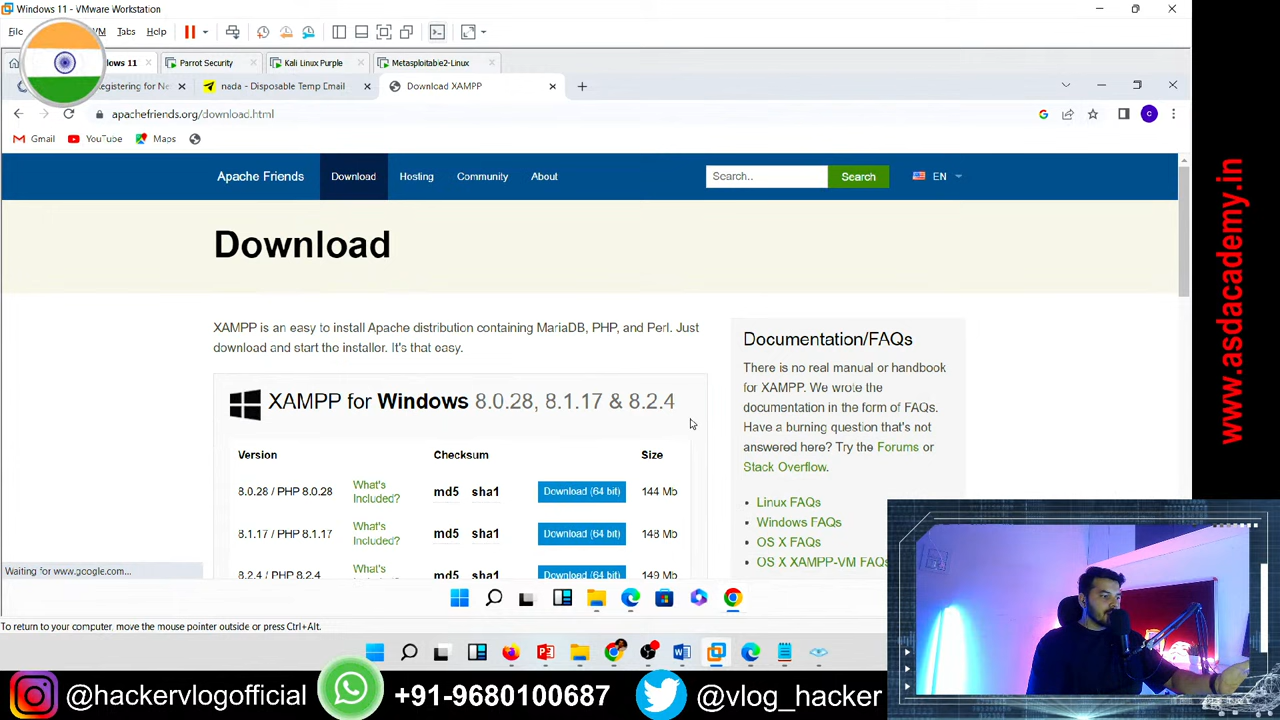 Windows 11 - VMware Workstation
File
VM
Tabs
Help
Parrot Security
Kali Linux Purple
Metasploitable2-Linux
nada - Disposable Temp Email
Download XAMPP
apachefriends.org/download.html
Gmail
YouTube
Maps
Apache Friends
Download
Hosting
Community
About
Search..
Search
EN
Download
XAMPP is an easy to install Apache distribution containing MariaDB, PHP, and Perl. Just
download and start the installer. It's that easy.
XAMPP for Windows 8.0.28, 8.1.17 & 8.2.4
Version
Checksum
Size
8.0.28 / PHP 8.0.28
What's
Included?
md5 sha1
Download (64 bit)
144 Mb
8.1.17 / PHP 8.1.17
What's
Included?
md5 sha1
Download (64 bit)
148 Mb
8.2.4 / PHP 8.2.4
What's
md5 sha1
Download (64 bit)
149 Mb
Documentation/FAQs
There is no real manual or handbook
for XAMPP. We wrote the
documentation in the form of FAQs.
Have a burning question that's not
answered here? Try the Forums or
Stack Overflow.
Linux FAQs
Windows FAQs
OS X FAQs
OS X XAMPP-VM FAQs
Waiting for www.google.com...
To return to your computer, move the mouse pointer outside or press Ctrl+Alt.
www.asdacademy.in
@hackervlogofficial
+91-9680100687
@vlog_hacker